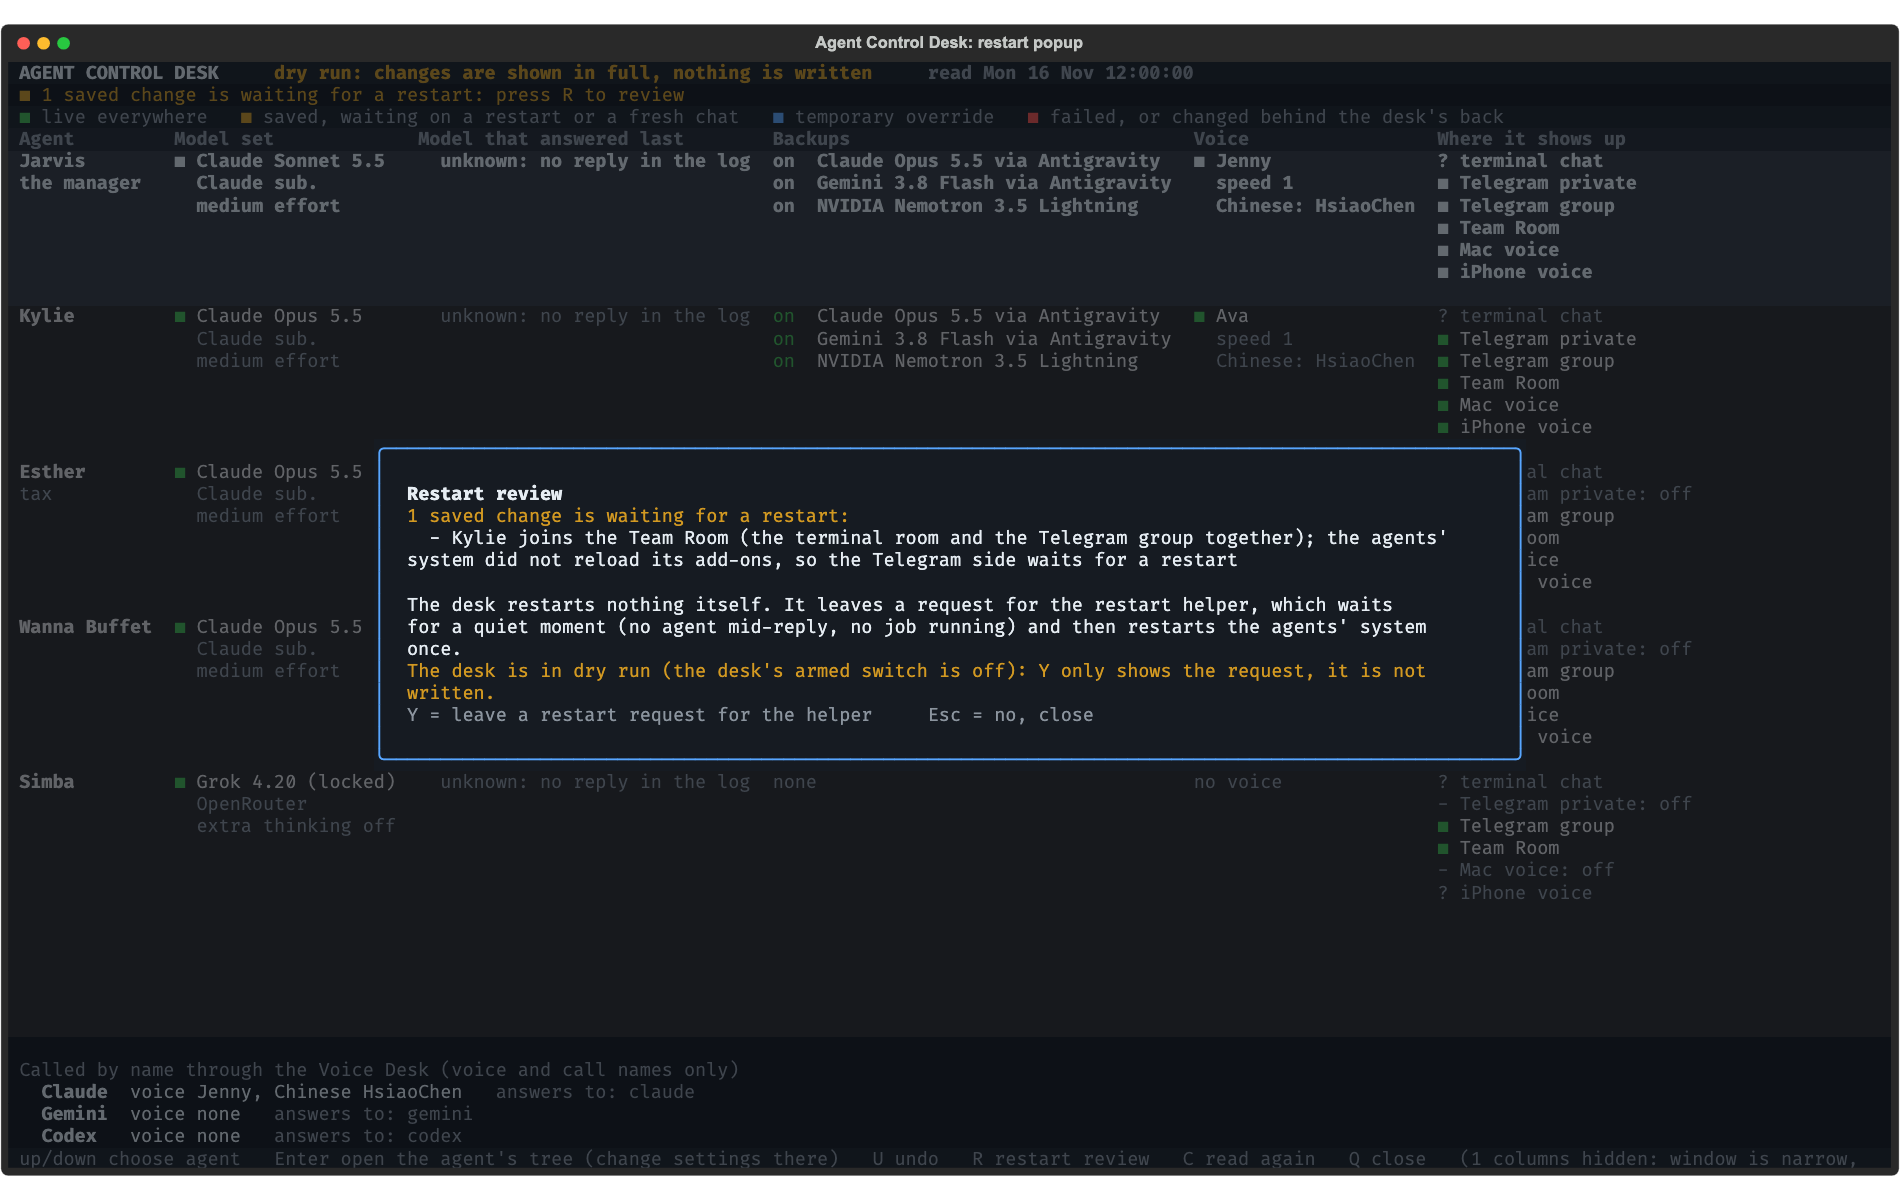 Agent Control Desk: restart popup
AGENT CONTROL DESK dry run: changes are shown in full, nothing is written read Mon 16 Nov 12:00:00
■ 1 saved change is waiting for a restart: press R to review
■ live everywhere ■ saved, waiting on a restart or a fresh chat ■ temporary override ■ failed, or changed behind the desk's back
Agent Model set Model that answered last Backups Voice Where it shows up
Jarvis ■ Claude Sonnet 5.5 unknown: no reply in the log on Claude Opus 5.5 via Antigravity ■ Jenny ? terminal chat
the manager Claude sub. on Gemini 3.8 Flash via Antigravity speed 1 ■ Telegram private
medium effort on NVIDIA Nemotron 3.5 Lightning Chinese: HsiaoChen ■ Telegram group
■ Team Room
■ Mac voice
■ iPhone voice
Kylie ■ Claude Opus 5.5 unknown: no reply in the log on Claude Opus 5.5 via Antigravity ■ Ava ? terminal chat
Claude sub. on Gemini 3.8 Flash via Antigravity speed 1 ■ Telegram private
medium effort on NVIDIA Nemotron 3.5 Lightning Chinese: HsiaoChen ■ Telegram group
■ Team Room
■ Mac voice
■ iPhone voice
Esther ■ Claude Opus 5.5 al chat
tax Claude sub. am private: off
medium effort am group
oom
ice
voice
Restart review
1 saved change is waiting for a restart:
- Kylie joins the Team Room (the terminal room and the Telegram group together); the agents'
system did not reload its add-ons, so the Telegram side waits for a restart
The desk restarts nothing itself. It leaves a request for the restart helper, which waits
for a quiet moment (no agent mid-reply, no job running) and then restarts the agents' system
once.
The desk is in dry run (the desk's armed switch is off): Y only shows the request, it is not
written.
Y = leave a restart request for the helper Esc = no, close
Wanna Buffet ■ Claude Opus 5.5 al chat
Claude sub. am private: off
medium effort am group
oom
ice
voice
Simba ■ Grok 4.20 (locked) unknown: no reply in the log none no voice ? terminal chat
OpenRouter - Telegram private: off
extra thinking off ■ Telegram group
■ Team Room
- Mac voice: off
? iPhone voice
Called by name through the Voice Desk (voice and call names only)
Claude voice Jenny, Chinese HsiaoChen answers to: claude
Gemini voice none answers to: gemini
Codex voice none answers to: codex
up/down choose agent Enter open the agent's tree (change settings there) U undo R restart review C read again Q close (1 columns hidden: window is narrow,